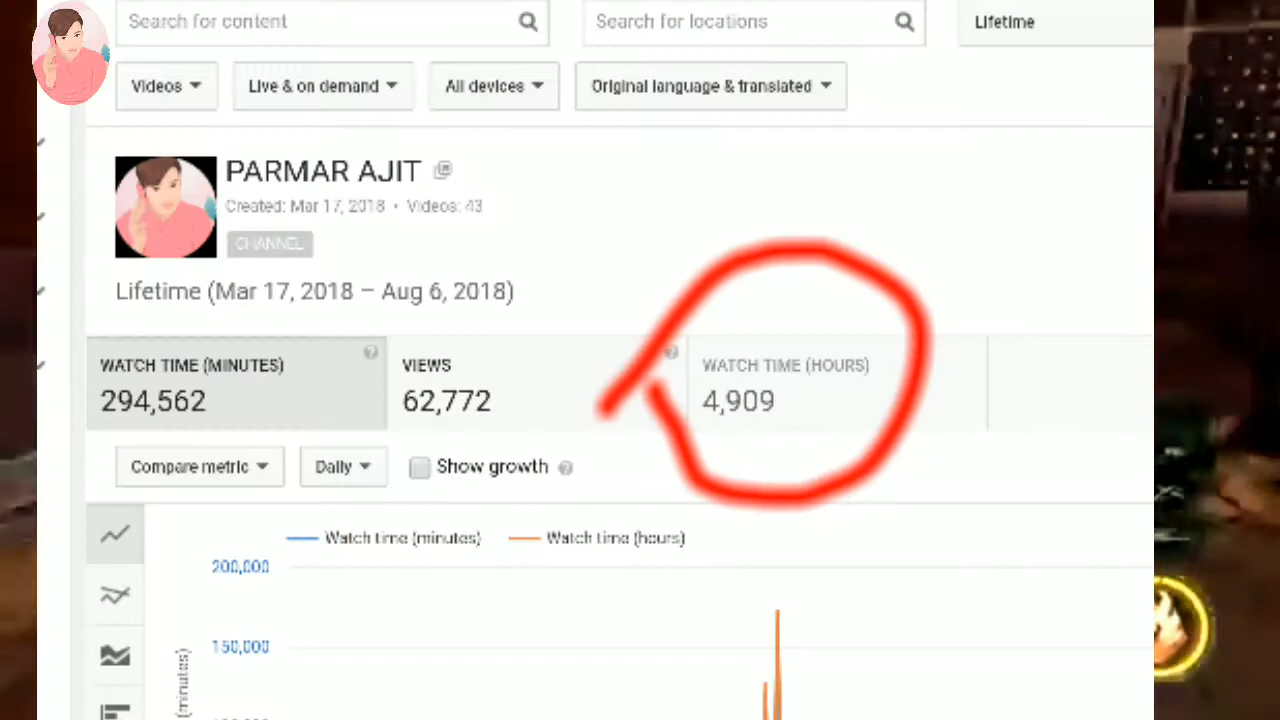 Search for content
Search for locations
Lifetime
Videos
Live & on demand
All devices
Original language & translated
PARMAR AJIT
Created: Mar 17, 2018 • Videos: 43
CHANNEL
Lifetime (Mar 17, 2018 – Aug 6, 2018)
WATCH TIME (MINUTES)
294,562
VIEWS
62,772
WATCH TIME (HOURS)
4,909
Compare metric
Daily
Show growth
Watch time (minutes)
Watch time (hours)
200,000
150,000
(minutes)